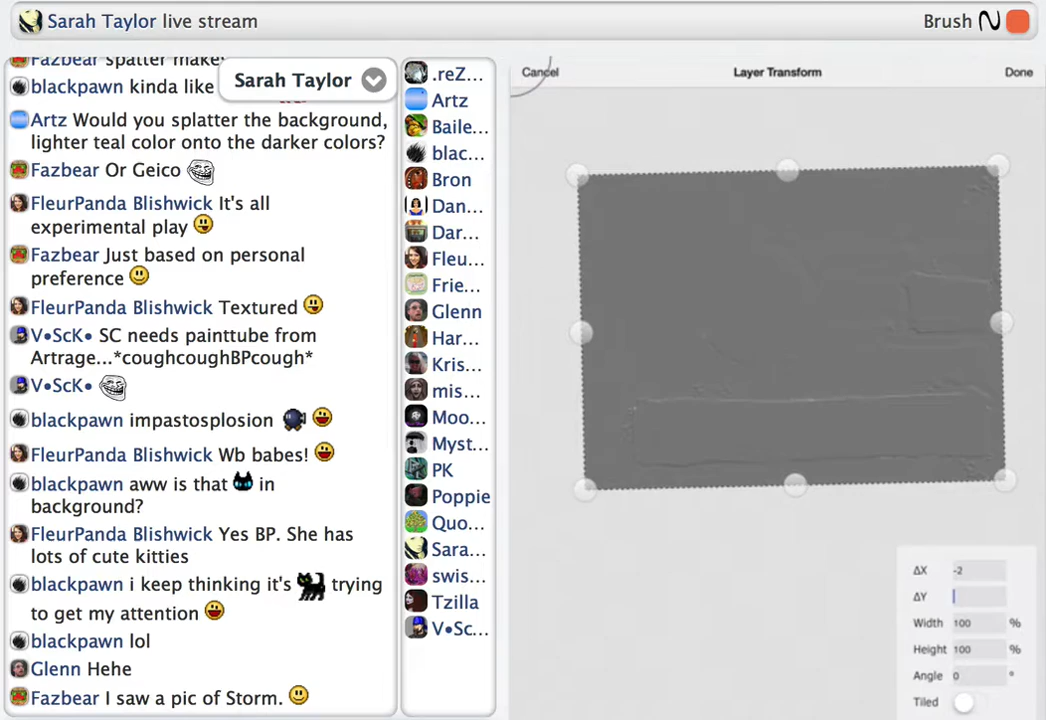 Sarah Taylor live stream
Brush
Fazbear spatter makey
Sarah Taylor
blackpawn kinda like
Artz Would you splatter the background,
lighter teal color onto the darker colors?
Fazbear Or Geico
FleurPanda Blishwick It's all
experimental play
Fazbear Just based on personal
preference
FleurPanda Blishwick Textured
V•ScK• SC needs painttube from
Artrage...*coughcoughBPcough*
V•ScK•
blackpawn impastosplosion
FleurPanda Blishwick Wb babes!
blackpawn aww is that in
background?
FleurPanda Blishwick Yes BP. She has
lots of cute kitties
blackpawn i keep thinking it's trying
to get my attention
blackpawn lol
Glenn Hehe
Fazbear I saw a pic of Storm.
.reZ...
Artz
Baile...
blac...
Bron
Dan...
Dar...
Fleu...
Frie...
Glenn
Har...
Kris...
mis...
Moo...
Myst...
PK
Poppie
Quo...
Sara...
swis...
Tzilla
V•Sc...
Cancel
Layer Transform
Done
ΔX -2
ΔY
Width 100 %
Height 100 %
Angle 0 °
Tiled